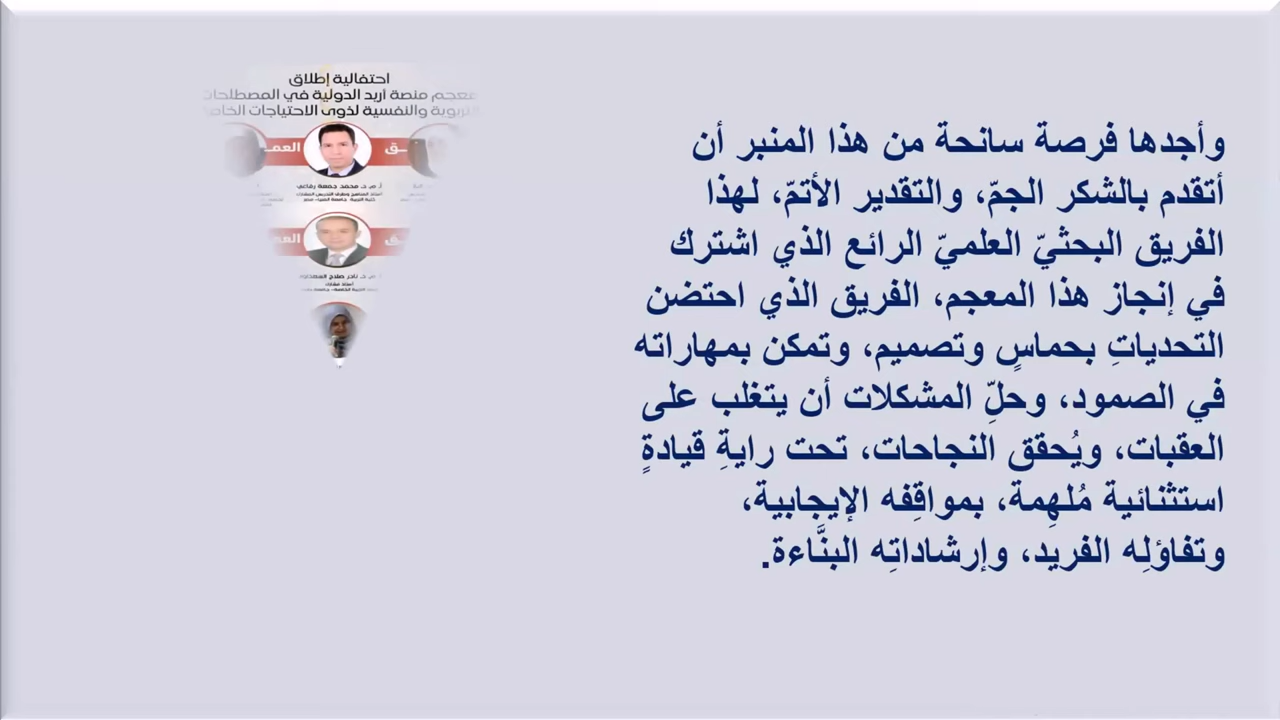 احتفالية إطلاق
معجم منصة أريد الدولية في المصطلحات
التربوية والنفسية لذوي الاحتياجات الخاصة
أ. م. د. محمد جمعة رفاعي
وأجدها فرصة سانحة من هذا المنبر أن
أتقدم بالشكر الجمّ، والتقدير الأتمّ، لهذا
الفريق البحثيّ العلميّ الرائع الذي اشترك
في إنجاز هذا المعجم، الفريق الذي احتضن
التحدياتِ بحماسٍ وتصميم، وتمكن بمهاراته
في الصمود، وحلِّ المشكلات أن يتغلب على
العقبات، ويُحقق النجاحات، تحت رايةِ قيادةٍ
استثنائية مُلهِمة، بمواقِفه الإيجابية،
وتفاؤلِه الفريد، وإرشاداتِه البنَّاءة.